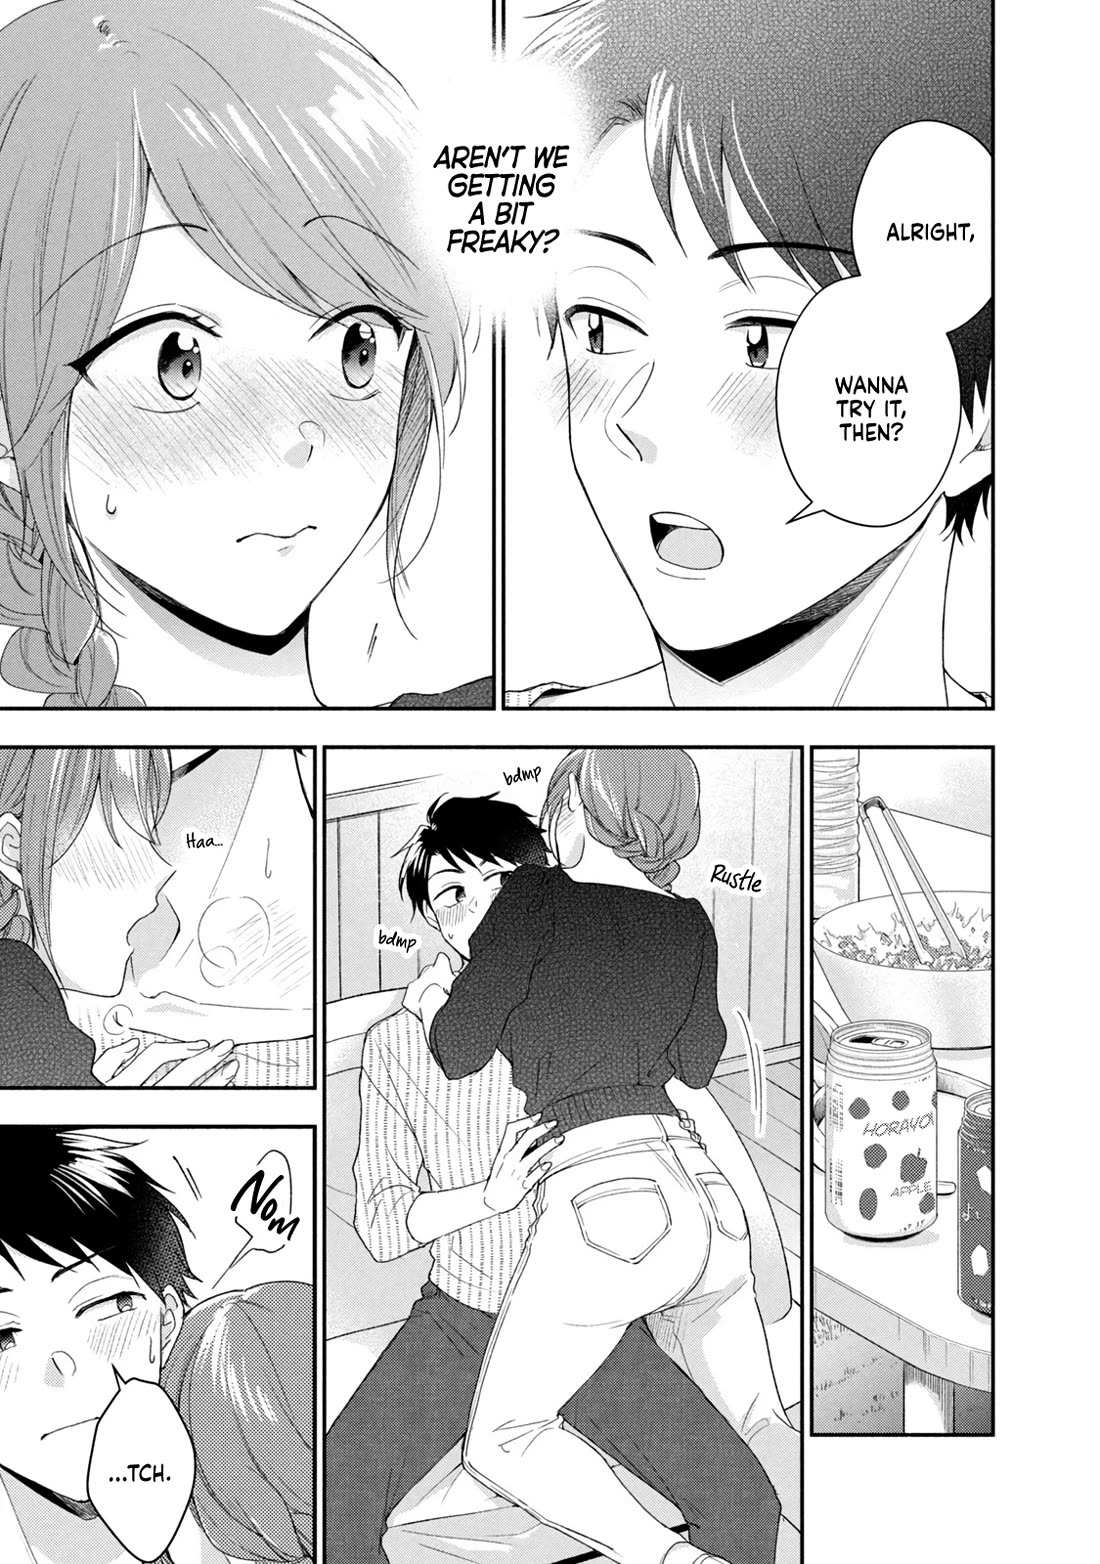 ALRIGHT,
WANNA
TRY IT,
THEN?
AREN'T WE
GETTING
A BIT
FREAKY?
HORAYOI
APPLE
bdmp
Rustle
bdmp
Haa...
NOM
...TCH.